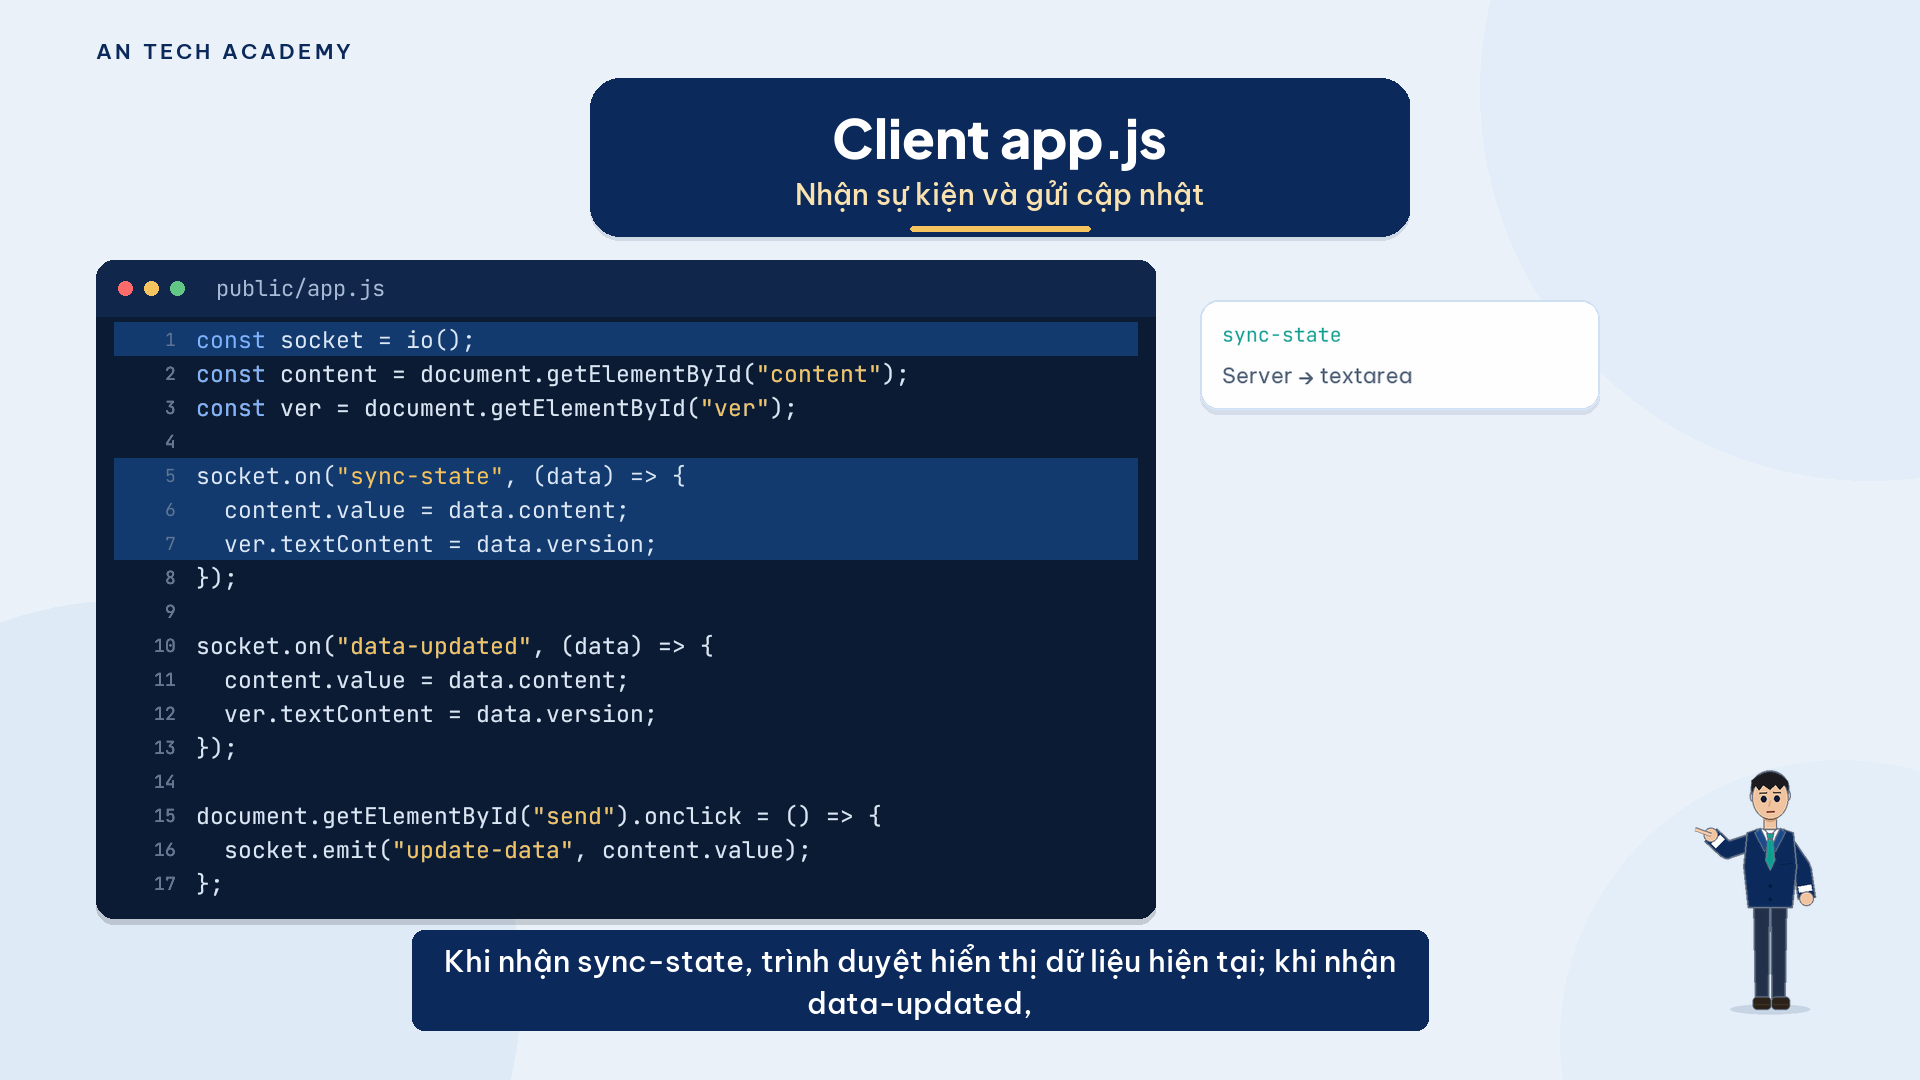 AN TECH ACADEMY
Client app.js
Nhận sự kiện và gửi cập nhật
public/app.js
1 const socket = io();
2 const content = document.getElementById("content");
3 const ver = document.getElementById("ver");
4
5 socket.on("sync-state", (data) => {
6   content.value = data.content;
7   ver.textContent = data.version;
8 });
9
10 socket.on("data-updated", (data) => {
11   content.value = data.content;
12   ver.textContent = data.version;
13 });
14
15 document.getElementById("send").onclick = () => {
16   socket.emit("update-data", content.value);
17 };
sync-state
Server → textarea
Khi nhận sync-state, trình duyệt hiển thị dữ liệu hiện tại; khi nhận
data-updated,